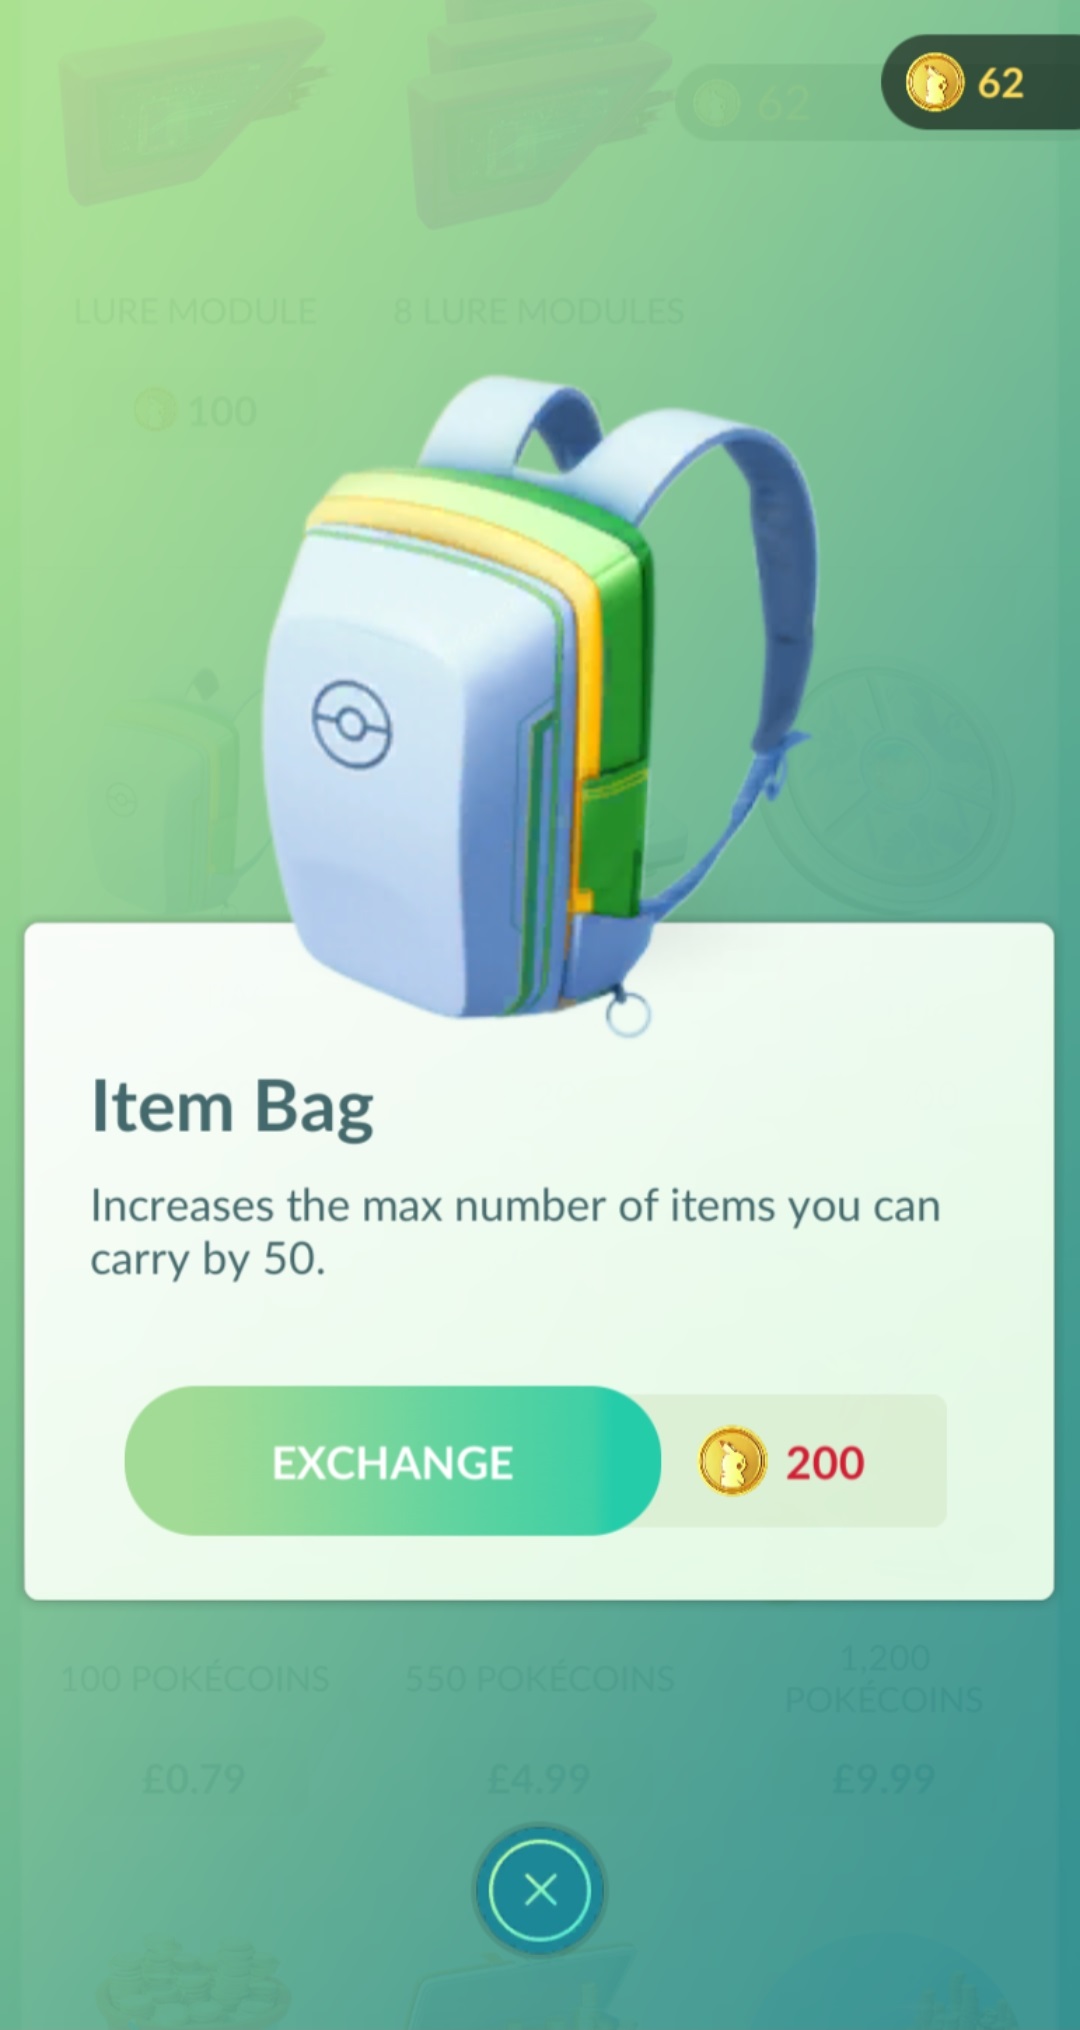 62
62
LURE MODULE
8 LURE MODULES
100
Item Bag
Increases the max number of items you can
carry by 50.
EXCHANGE
200
100 POKÉCOINS
550 POKÉCOINS
1,200
POKÉCOINS
£0.79
£4.99
£9.99